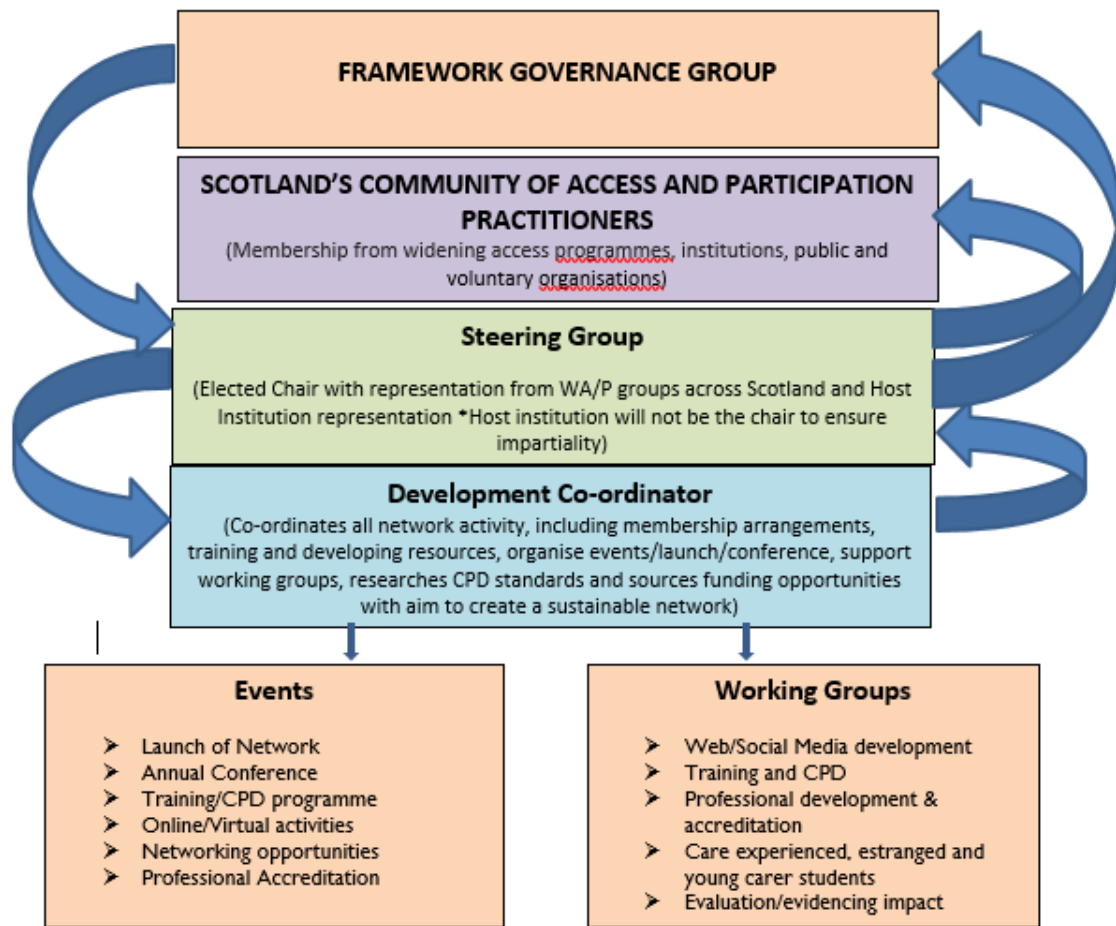 FRAMEWORK GOVERNANCE GROUP
SCOTLAND'S COMMUNITY OF ACCESS AND PARTICIPATION
PRACTITIONERS
(Membership from widening access programmes, institutions, public and
voluntary organisations)
Steering Group
(Elected Chair with representation from WA/P groups across Scotland and Host
Institution representation *Host institution will not be the chair to ensure
impartiality)
Development Co-ordinator
(Co-ordinates all network activity, including membership arrangements,
training and developing resources, organise events/launch/conference, support
working groups, researches CPD standards and sources funding opportunities
with aim to create a sustainable network)
Events
➤ Launch of Network
➤ Annual Conference
➤ Training/CPD programme
➤ Online/Virtual activities
➤ Networking opportunities
➤ Professional Accreditation
Working Groups
➤ Web/Social Media development
➤ Training and CPD
➤ Professional development &
accreditation
➤ Care experienced, estranged and
young carer students
➤ Evaluation/evidencing impact